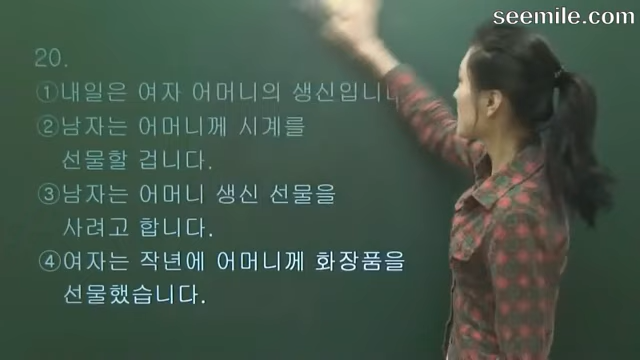 seemile.com
20.
①내일은 여자 어머니의 생신입니다
②남자는 어머니께 시계를
선물할 겁니다.
③남자는 어머니 생신 선물을
사려고 합니다.
④여자는 작년에 어머니께 화장품을
선물했습니다.